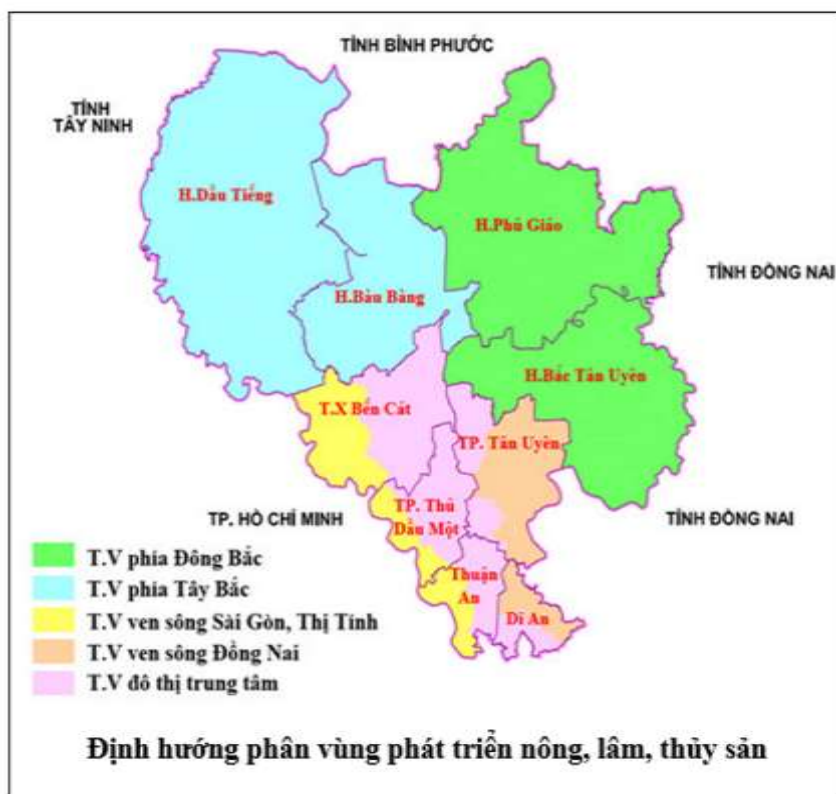 TỈNH BÌNH PHƯỚC
TỈNH
TÂY NINH
H.Dầu Tiếng
H.Phú Giáo
TỈNH ĐỒNG NAI
H.Bàu Bàng
H.Bắc Tân Uyên
T.X Bến Cát
TP. Tân Uyên
TP. HỒ CHÍ MINH
TP. Thủ
Dầu Một
TỈNH ĐỒNG NAI
Thuận
An
Dĩ An
T.V phía Đông Bắc
T.V phía Tây Bắc
T.V ven sông Sài Gòn, Thị Tính
T.V ven sông Đồng Nai
T.V đô thị trung tâm
Định hướng phân vùng phát triển nông, lâm, thủy sản